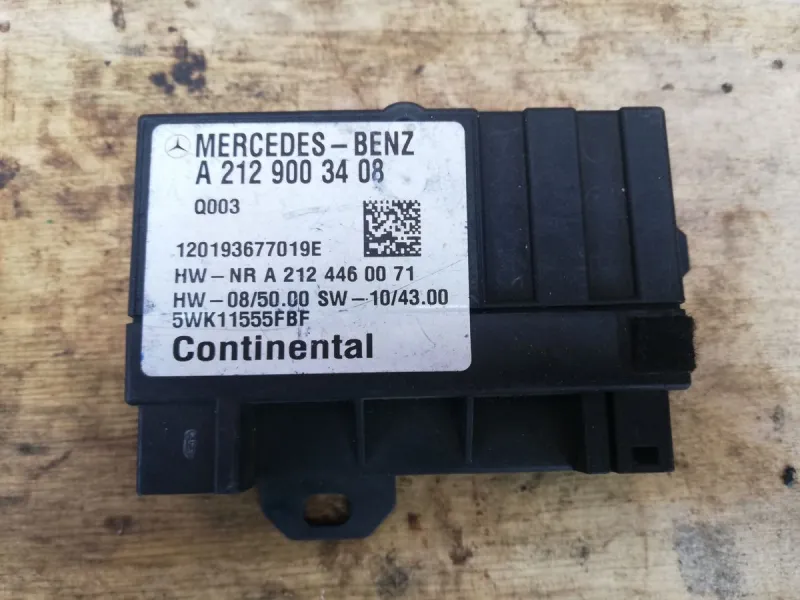 MERCEDES-BENZ
A 212 900 34 08
Q003
120193677019E
HW-NR A 212 446 00 71
HW-08/50.00 SW-10/43.00
5WK11555FBF
Continental